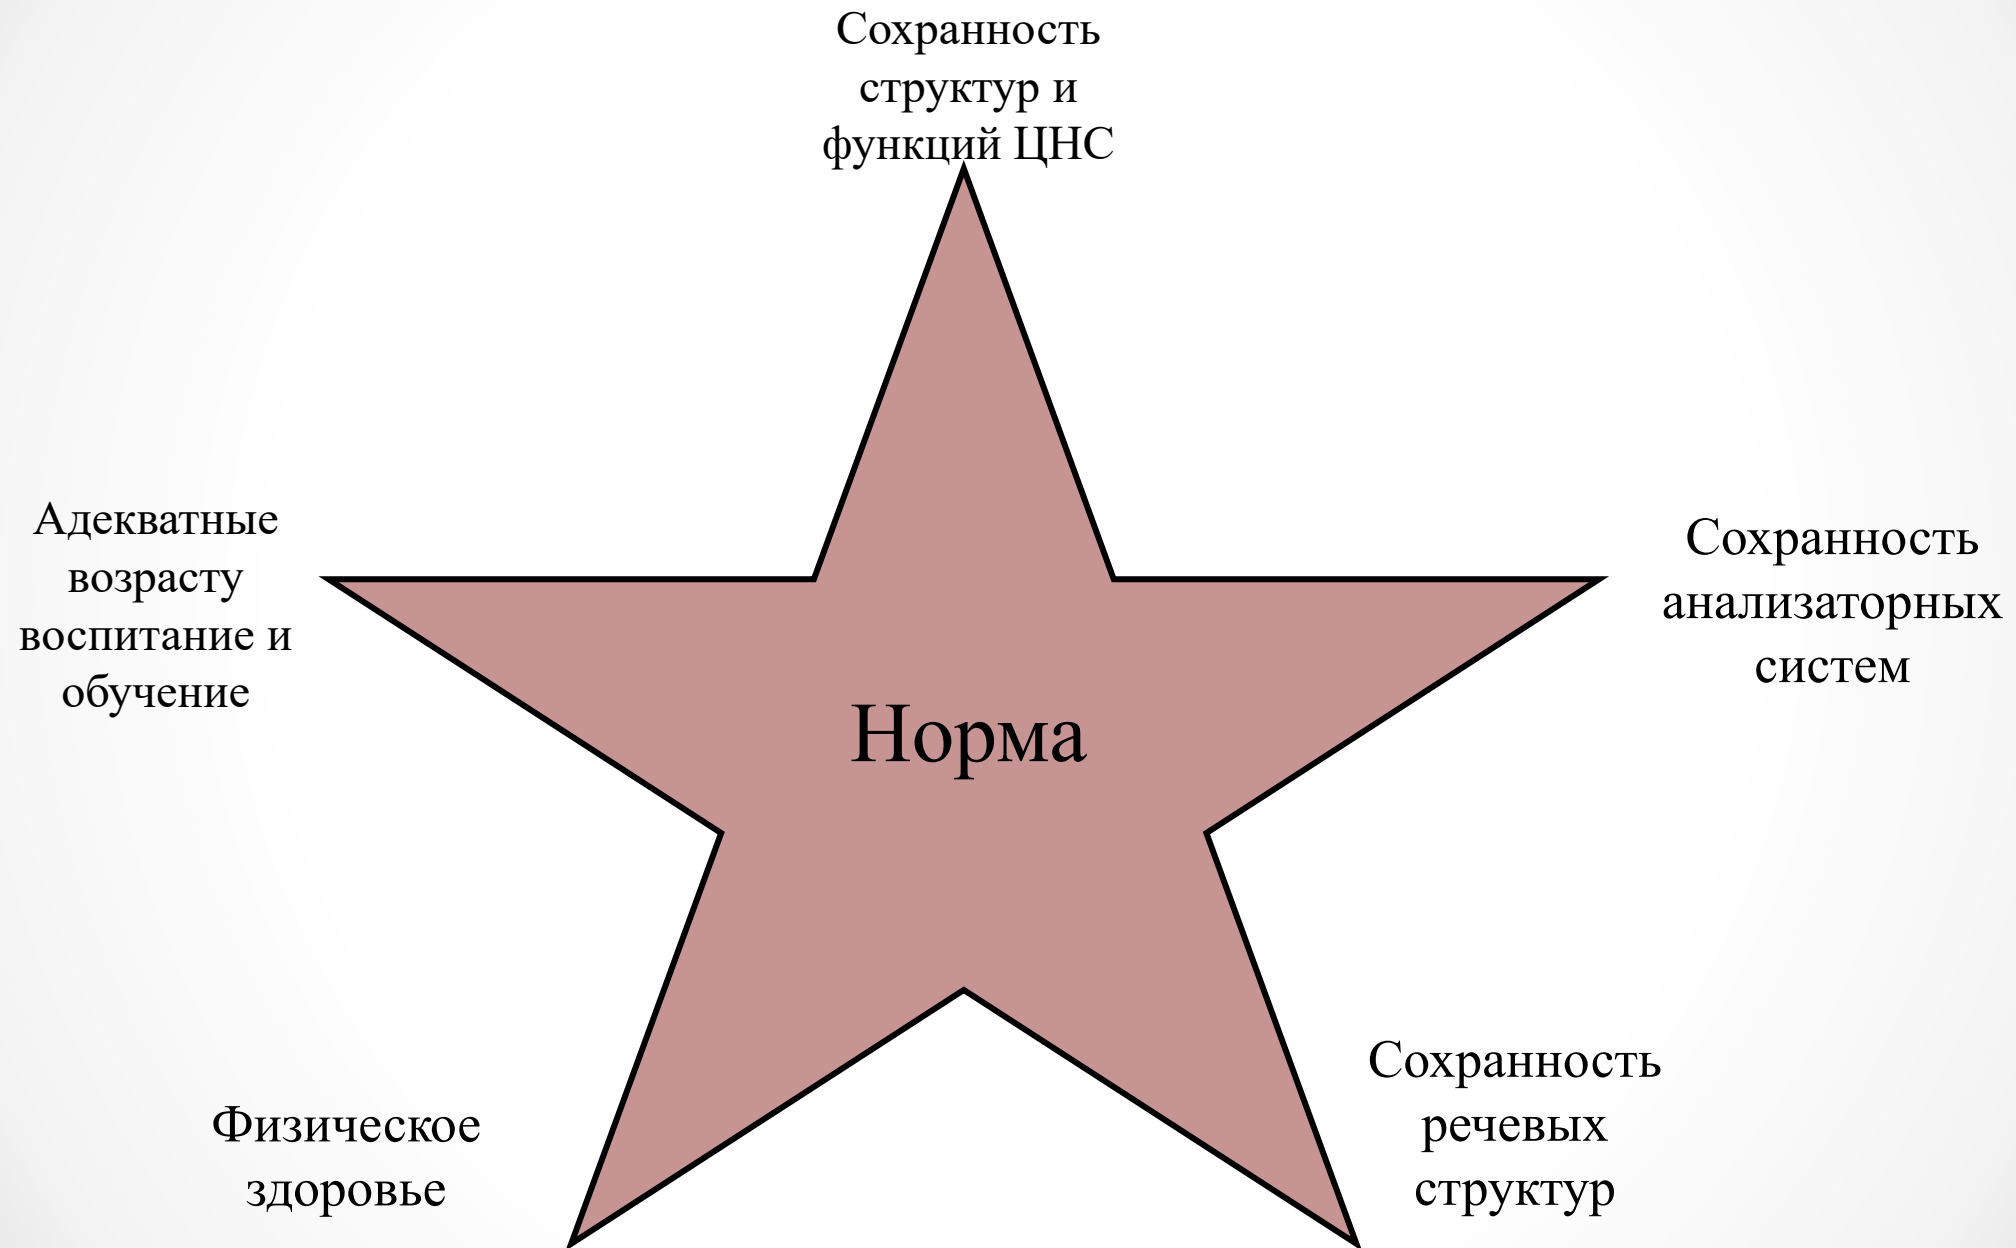 Сохранность
структур и
функций ЦНС
Адекватные
возрасту
воспитание и
обучение
Сохранность
анализаторных
систем
Норма
Физическое
здоровье
Сохранность
речевых
структур